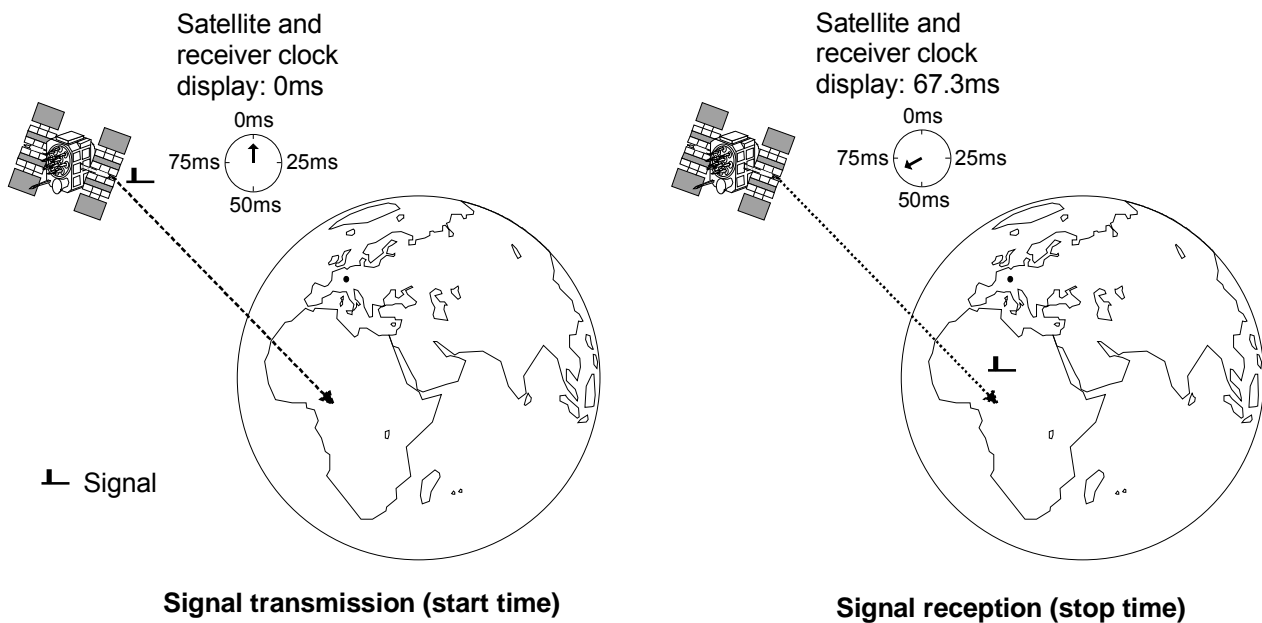 Satellite and
receiver clock
display: 0ms
0ms
75ms
25ms
50ms
Signal
Signal transmission (start time)
Satellite and
receiver clock
display: 67.3ms
0ms
75ms
25ms
50ms
Signal reception (stop time)